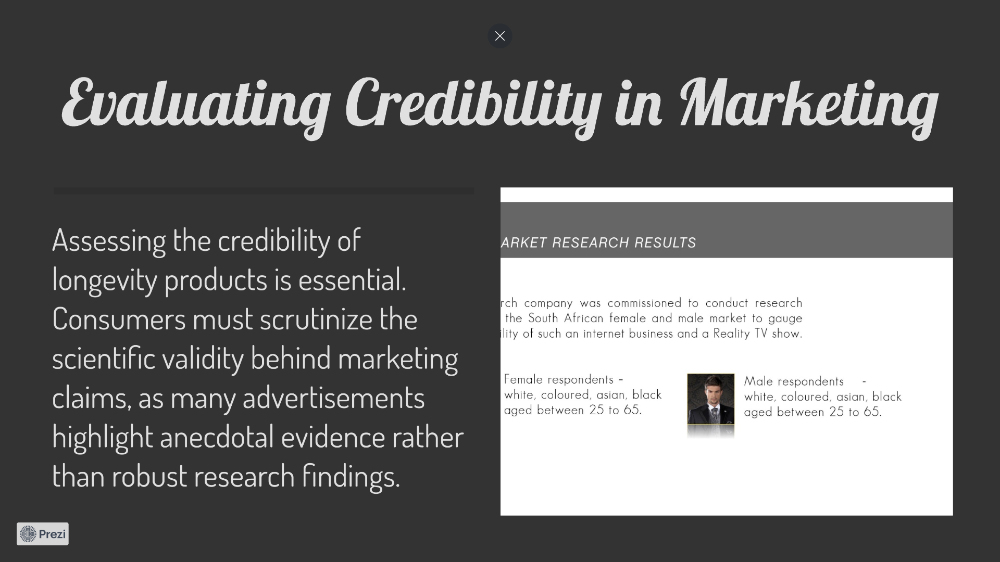 Evaluating Credibility in Marketing
Assessing the credibility of
longevity products is essential.
Consumers must scrutinize the
scientific validity behind marketing
claims, as many advertisements
highlight anecdotal evidence rather
than robust research findings.
ARKET RESEARCH RESULTS
rch company was commissioned to conduct research
the South African female and male market to gauge
ility of such an internet business and a Reality TV show.
Female respondents -
white, coloured, asian, black
aged between 25 to 65.
Male respondents -
white, coloured, asian, black
aged between 25 to 65.
Prezi